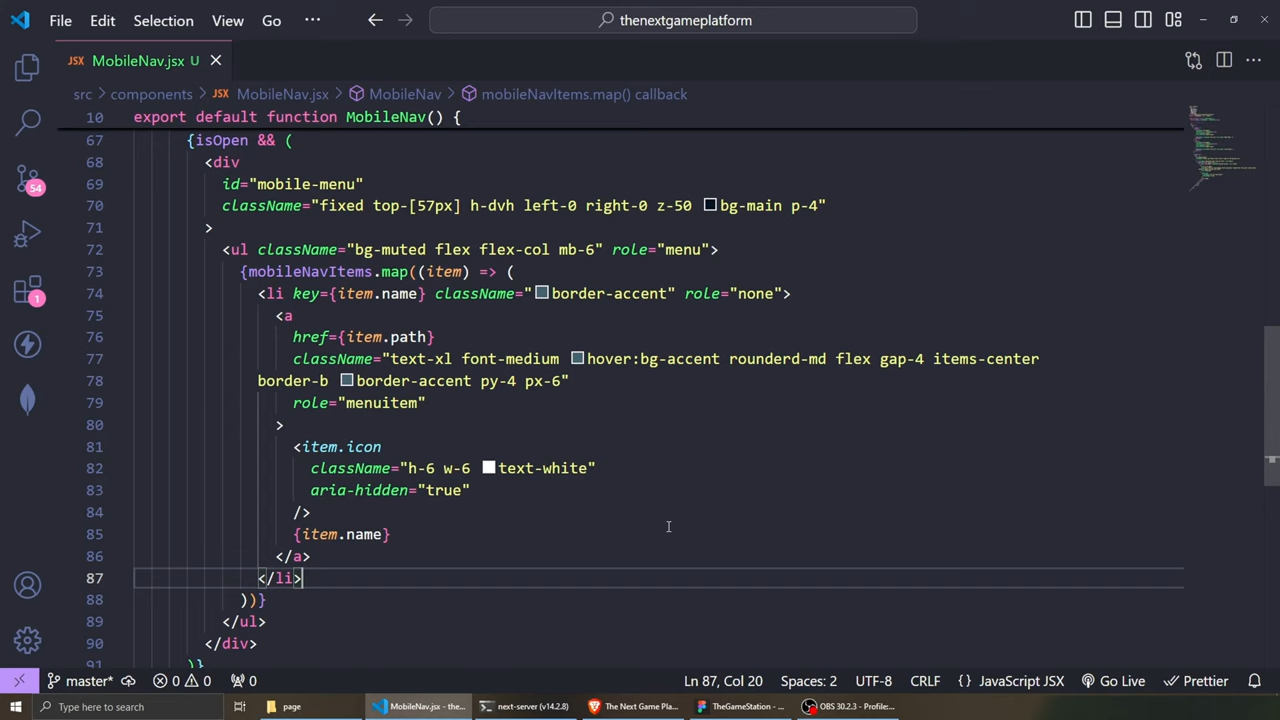 File Edit Selection View Go ··· thenextgameplatform
JSX MobileNav.jsx U
src > components > JSX MobileNav.jsx > MobileNav > mobileNavItems.map() callback
10 export default function MobileNav() {
67 {isOpen && (
68 <div
69 id="mobile-menu"
70 className="fixed top-[57px] h-dvh left-0 right-0 z-50 bg-main p-4"
71 >
72 <ul className="bg-muted flex flex-col mb-6" role="menu">
73 {mobileNavItems.map((item) => (
74 <li key={item.name} className=" border-accent" role="none">
75 <a
76 href={item.path}
77 className="text-xl font-medium hover:bg-accent rounderd-md flex gap-4 items-center
78 border-b border-accent py-4 px-6"
79 role="menuitem"
80 >
81 <item.icon
82 className="h-6 w-6 text-white"
83 aria-hidden="true"
84 />
85 {item.name}
86 </a>
87 </li>
88 ))}
89 </ul>
90 </div>
91 )}
54
1
master* 0 0 0 Ln 87, Col 20 Spaces: 2 UTF-8 CRLF {} JavaScript JSX Go Live Prettier
Type here to search page MobileNav.jsx - the... next-server (v14.2.8) The Next Game Pla... TheGameStation - ... OBS 30.2.3 - Profile:...